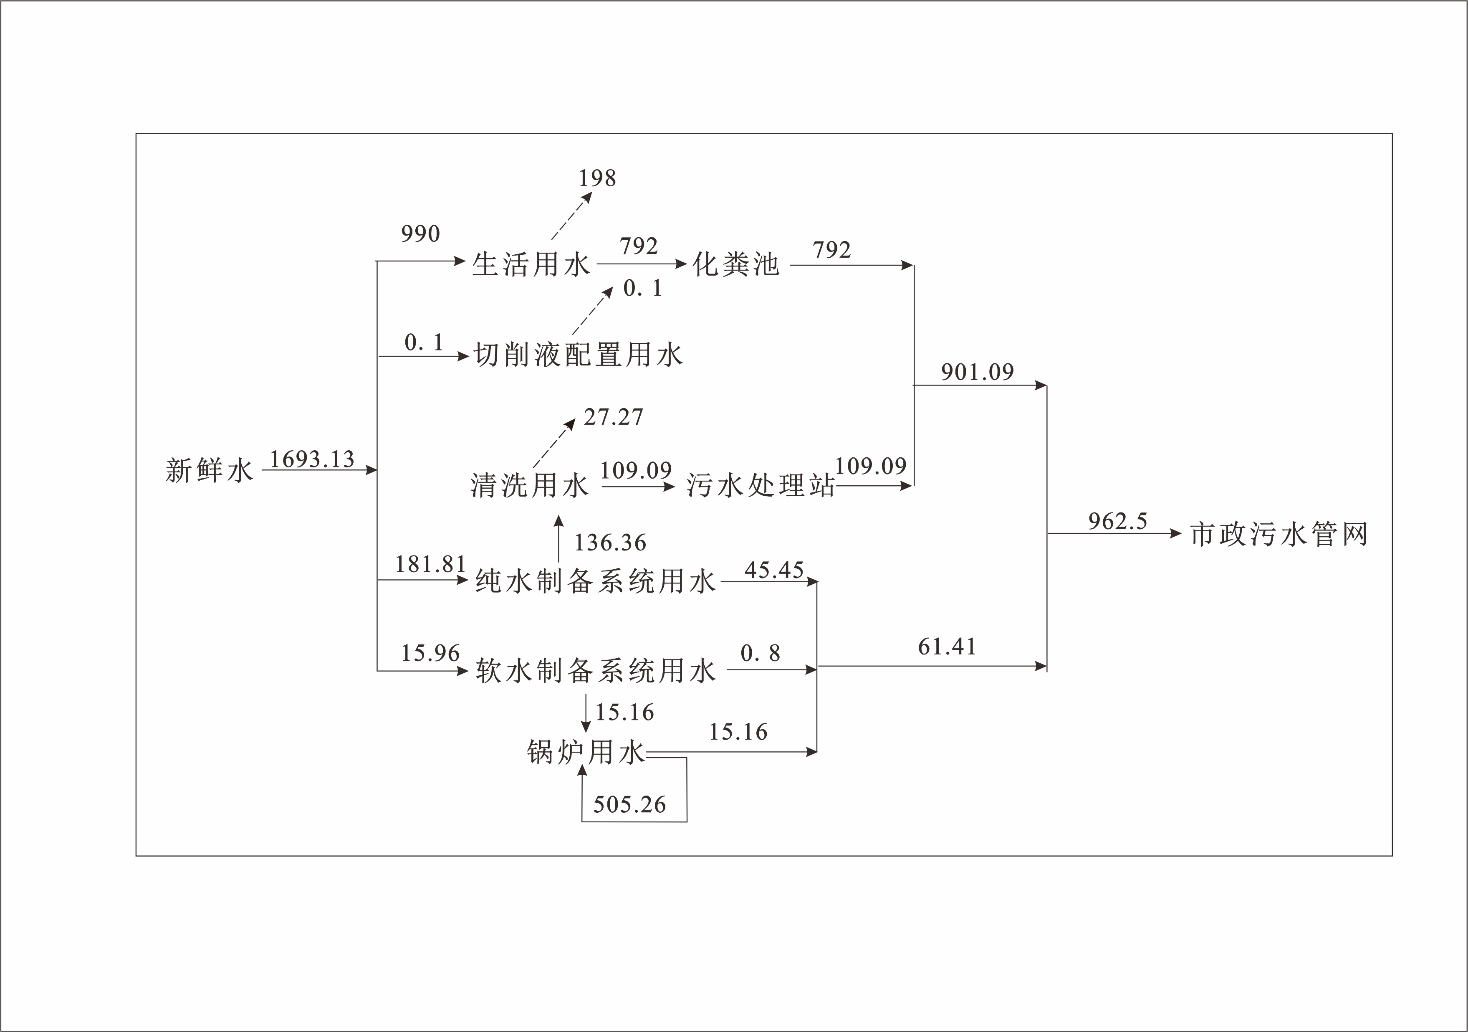 198
990
生活用水
792
化粪池
792
0. 1
0. 1
切削液配置用水
901.09
27.27
新鲜水
1693.13
清洗用水
109.09
污水处理站
109.09
962.5
市政污水管网
136.36
181.81
纯水制备系统用水
45.45
15.96
软水制备系统用水
0. 8
61.41
15.16
锅炉用水
15.16
505.26